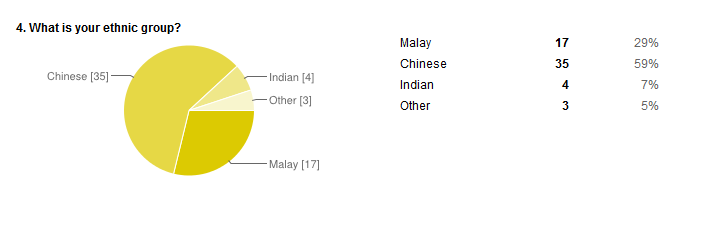 4. What is your ethnic group?
Chinese [35]
Indian [4]
Other [3]
Malay [17]
Malay 17 29%
Chinese 35 59%
Indian 4 7%
Other 3 5%